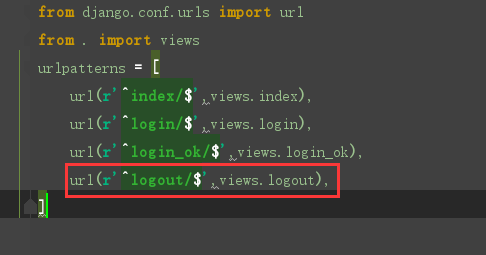 from django.conf.urls import url
from . import views
urlpatterns = [
url(r'^index/$',views.index),
url(r'^login/$',views.login),
url(r'^login_ok/$',views.login_ok),
url(r'^logout/$',views.logout),
]